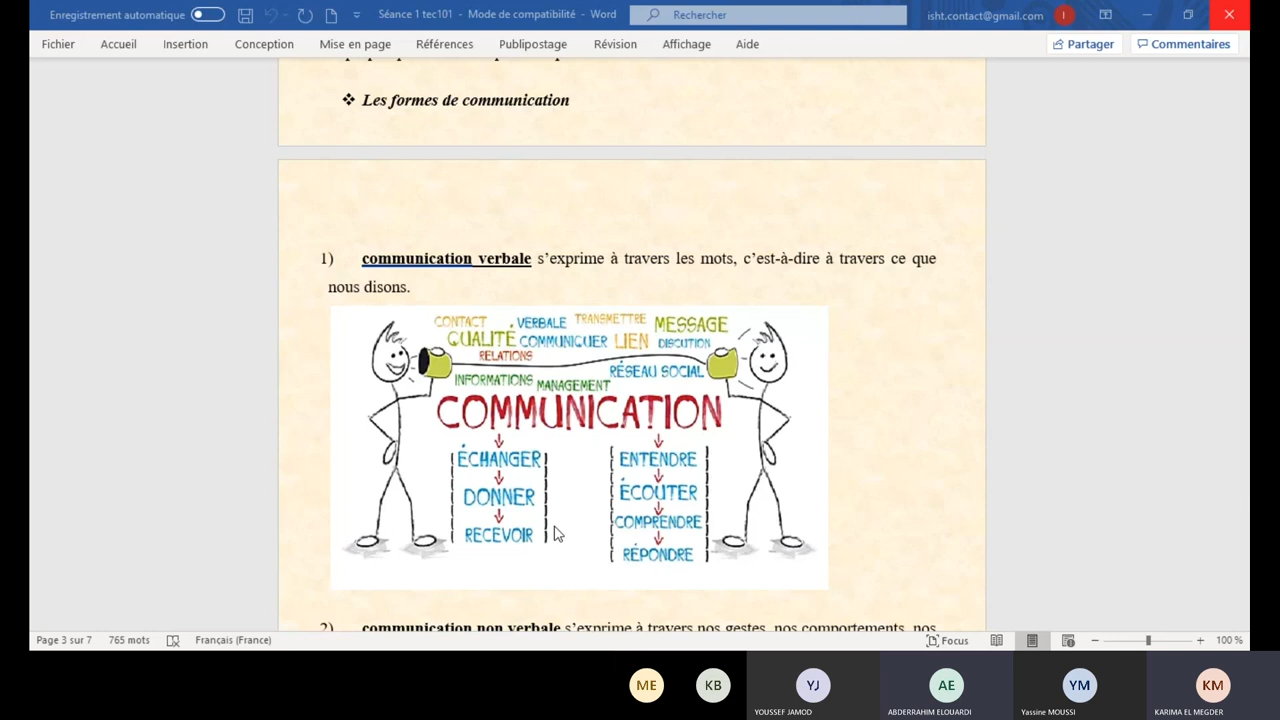 Enregistrement automatique
Séance 1 tec101 - Mode de compatibilité - Word
Rechercher
isht.contact@gmail.com
I
Fichier Accueil Insertion Conception Mise en page Références Publipostage Révision Affichage Aide
Partager Commentaires
❖ Les formes de communication
1) communication verbale s’exprime à travers les mots, c’est-à-dire à travers ce que
nous disons.
CONTACT VERBALE TRANSMETTRE MESSAGE
QUALITÉ COMMUNIQUER LIEN DISCUTION
RELATIONS
RÉSEAU SOCIAL
INFORMATIONS MANAGEMENT
COMMUNICATION
ÉCHANGER
DONNER
RECEVOIR
ENTENDRE
ÉCOUTER
COMPRENDRE
RÉPONDRE
2) communication non verbale s’exprime à travers nos gestes, nos comportements, nos
Page 3 sur 7 765 mots Français (France)
Focus
100 %
ME KB YJ AE YM KM
YOUSSEF JAMOD ABDERRAHIM ELOUARDI Yassine MOUSSI KARIMA EL MEGDER